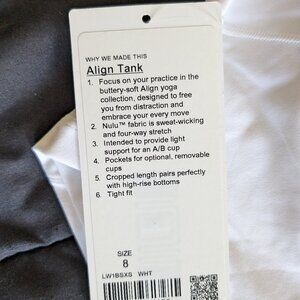 WHY WE MADE THIS
Align Tank
1. Focus on your practice in the
buttery-soft Align yoga
collection, designed to free
you from distraction and
embrace your every move
2. Nulu™ fabric is sweat-wicking
and four-way stretch
3. Intended to provide light
support for an A/B cup
4. Pockets for optional, removable
cups
5. Cropped length pairs perfectly
with high-rise bottoms
6. Tight fit
SIZE
8
LW1BSXS WHT